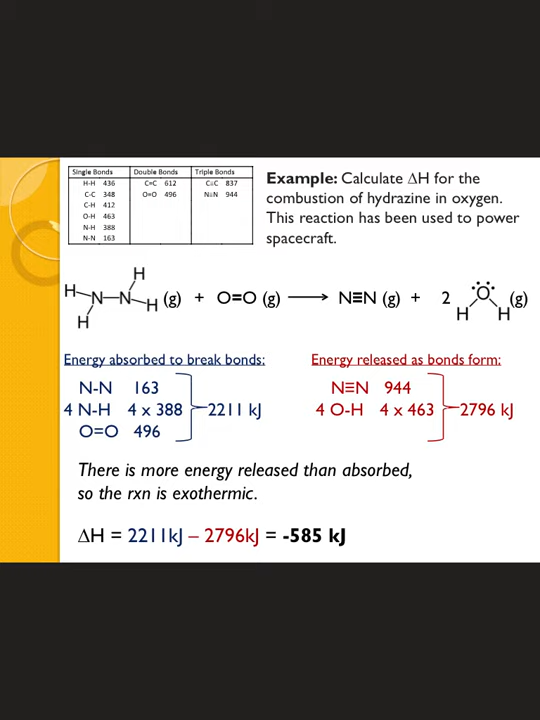 Single Bonds Double Bonds Triple Bonds
H-H 436 C=C 612 C≡C 837
C-C 348 O=O 496 N≡N 944
C-H 412
O-H 463
N-H 388
N-N 163
Example: Calculate ΔH for the
combustion of hydrazine in oxygen.
This reaction has been used to power
spacecraft.
H
H N—N H (g) + O=O (g) ⟶ N≡N (g) + 2 O (g)
H H H
Energy absorbed to break bonds:
N-N 163
4 N-H 4 x 388 2211 kJ
O=O 496
Energy released as bonds form:
N≡N 944
4 O-H 4 x 463 2796 kJ
There is more energy released than absorbed,
so the rxn is exothermic.
ΔH = 2211kJ – 2796kJ = -585 kJ